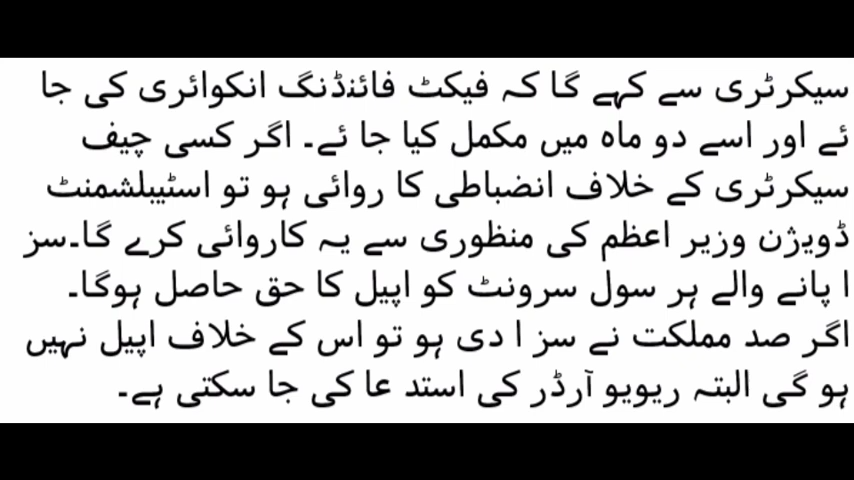 سیکرٹری سے کہے گا کہ فیکٹ فائنڈنگ انکوائری کی جا
ئے اور اسے دو ماہ میں مکمل کیا جا ئے۔ اگر کسی چیف
سیکرٹری کے خلاف انضباطی کا روائی ہو تو اسٹیبلشمنٹ
ڈویژن وزیر اعظم کی منظوری سے یہ کاروائی کرے گا۔سز
ا پانے والے ہر سول سرونٹ کو اپیل کا حق حاصل ہوگا۔
اگر صد مملکت نے سز ا دی ہو تو اس کے خلاف اپیل نہیں
ہو گی البتہ ریویو آرڈر کی استد عا کی جا سکتی ہے۔